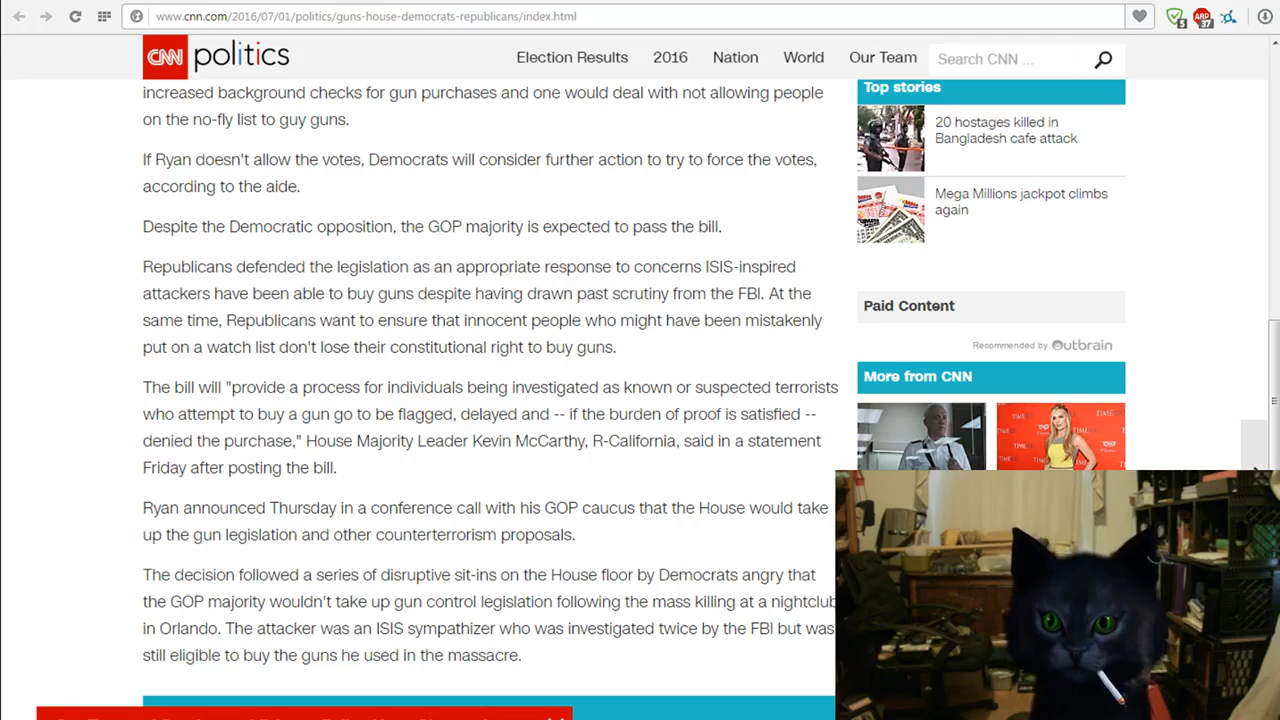 www.cnn.com/2016/07/01/politics/guns-house-democrats-republicans/index.html
5
ABP
37
CNN politics
Election Results
2016
Nation
World
Our Team
Search CNN ...
increased background checks for gun purchases and one would deal with not allowing people
on the no-fly list to guy guns.
If Ryan doesn't allow the votes, Democrats will consider further action to try to force the votes,
according to the aide.
Despite the Democratic opposition, the GOP majority is expected to pass the bill.
Republicans defended the legislation as an appropriate response to concerns ISIS-inspired
attackers have been able to buy guns despite having drawn past scrutiny from the FBI. At the
same time, Republicans want to ensure that innocent people who might have been mistakenly
put on a watch list don't lose their constitutional right to buy guns.
The bill will "provide a process for individuals being investigated as known or suspected terrorists
who attempt to buy a gun go to be flagged, delayed and -- if the burden of proof is satisfied --
denied the purchase," House Majority Leader Kevin McCarthy, R-California, said in a statement
Friday after posting the bill.
Ryan announced Thursday in a conference call with his GOP caucus that the House would take
up the gun legislation and other counterterrorism proposals.
The decision followed a series of disruptive sit-ins on the House floor by Democrats angry that
the GOP majority wouldn't take up gun control legislation following the mass killing at a nightclub
in Orlando. The attacker was an ISIS sympathizer who was investigated twice by the FBI but was
still eligible to buy the guns he used in the massacre.
Top stories
20 hostages killed in
Bangladesh cafe attack
Mega Millions jackpot climbs
again
Paid Content
Recommended by Outbrain
More from CNN
TIME